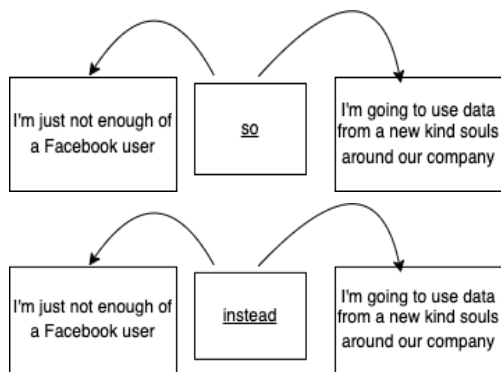 I'm just not enough of
a Facebook user
so
I'm going to use data
from a new kind souls
around our company
I'm just not enough of
a Facebook user
instead
I'm going to use data
from a new kind souls
around our company